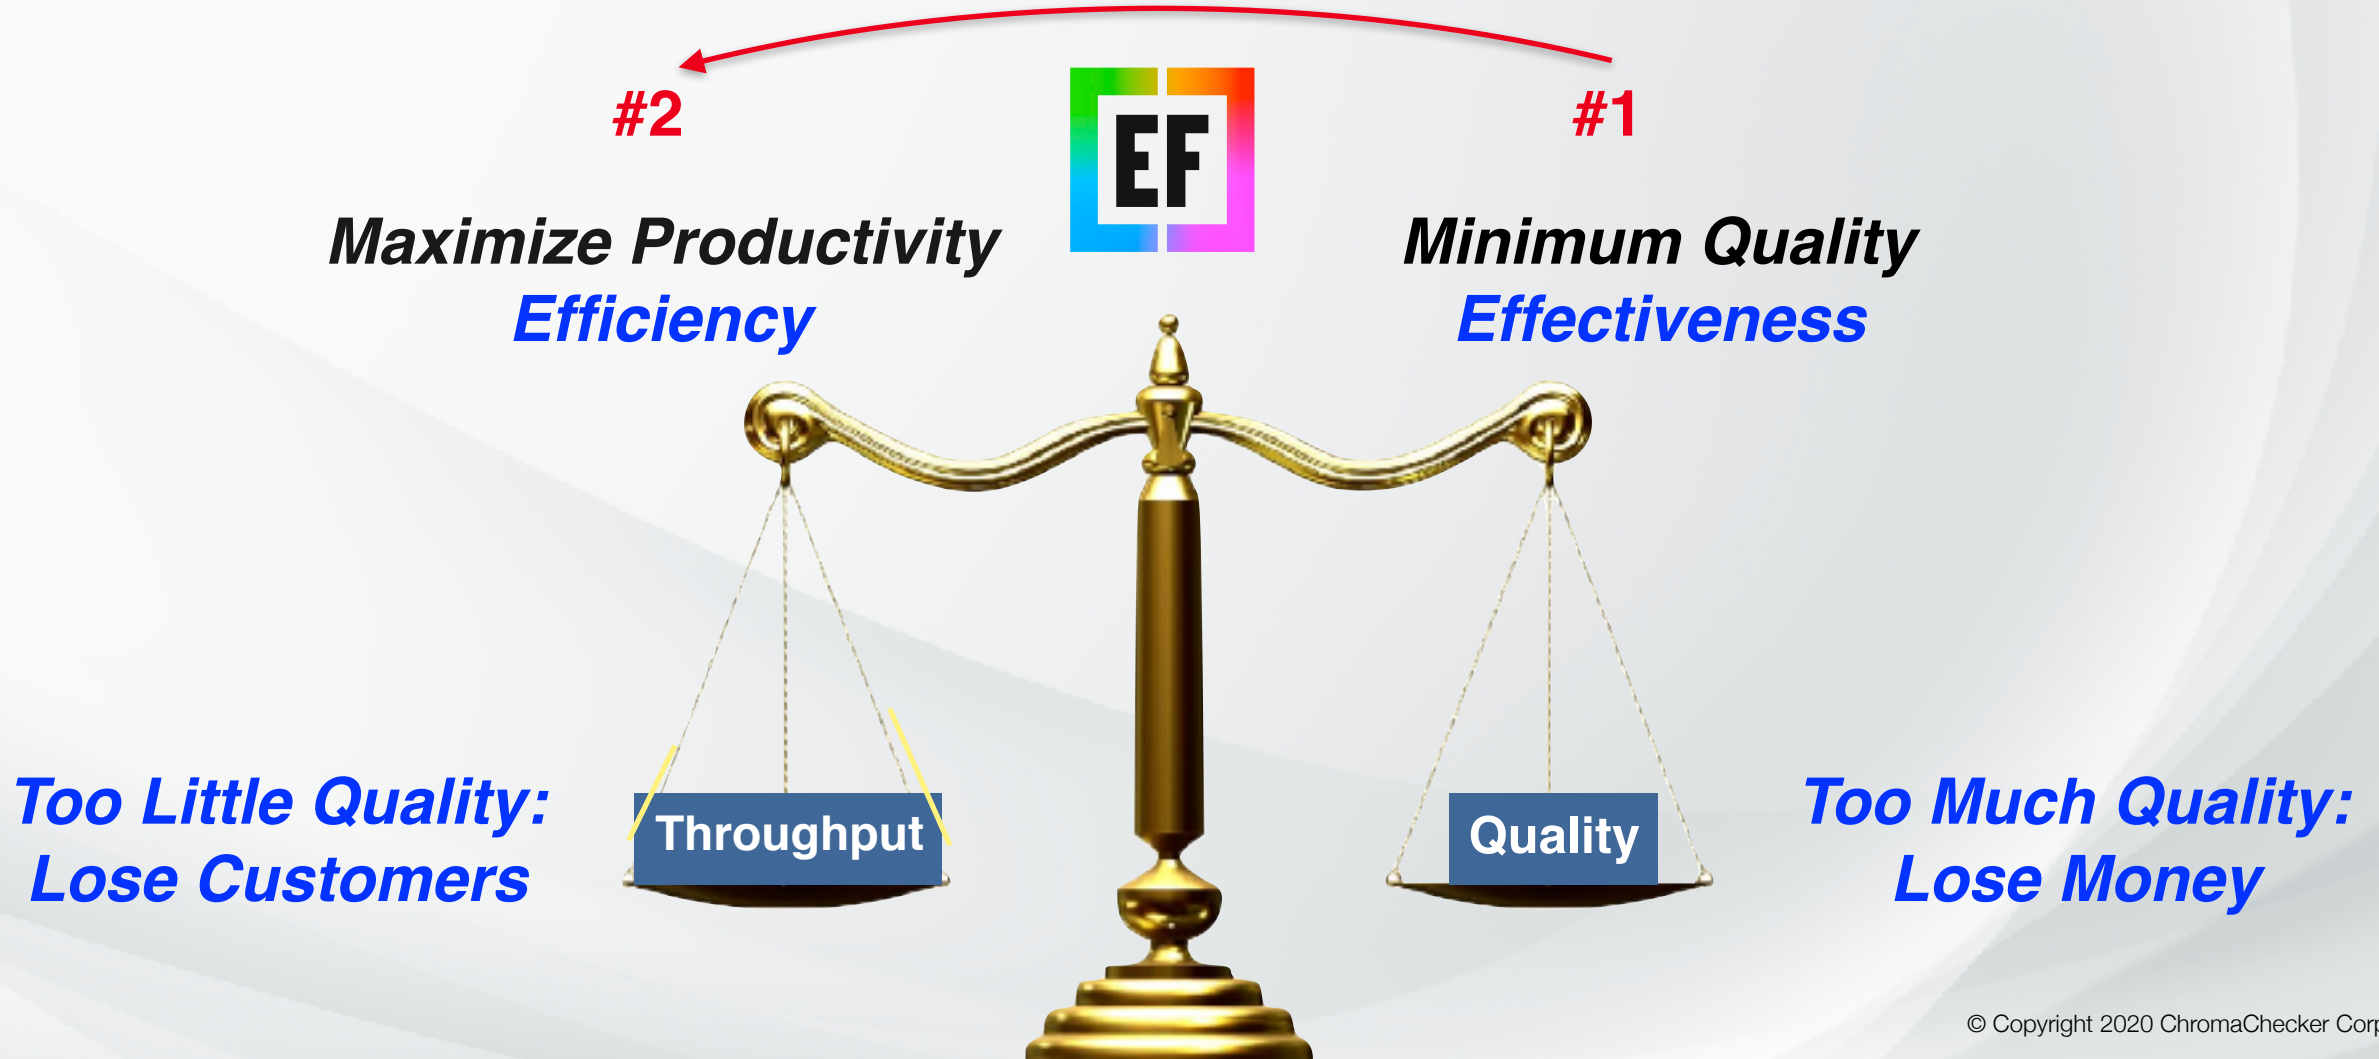 #2
#1
EF
Maximize Productivity
Efficiency
Minimum Quality
Effectiveness
Too Little Quality:
Lose Customers
Throughput
Quality
Too Much Quality:
Lose Money
© Copyright 2020 ChromaChecker Corp